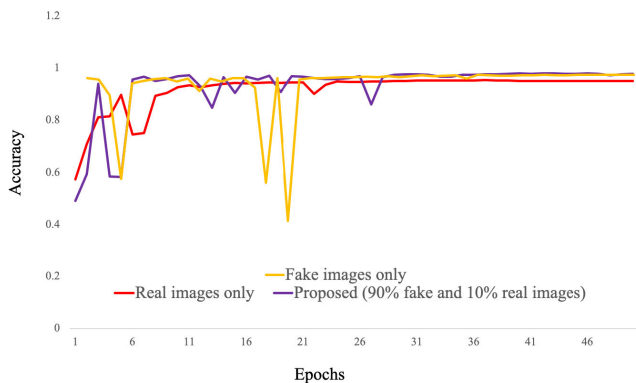 1.2
1
0.8
0.6
0.4
0.2
0
Accuracy
Fake images only
Real images only Proposed (90% fake and 10% real images)
1 6 11 16 21 26 31 36 41 46
Epochs